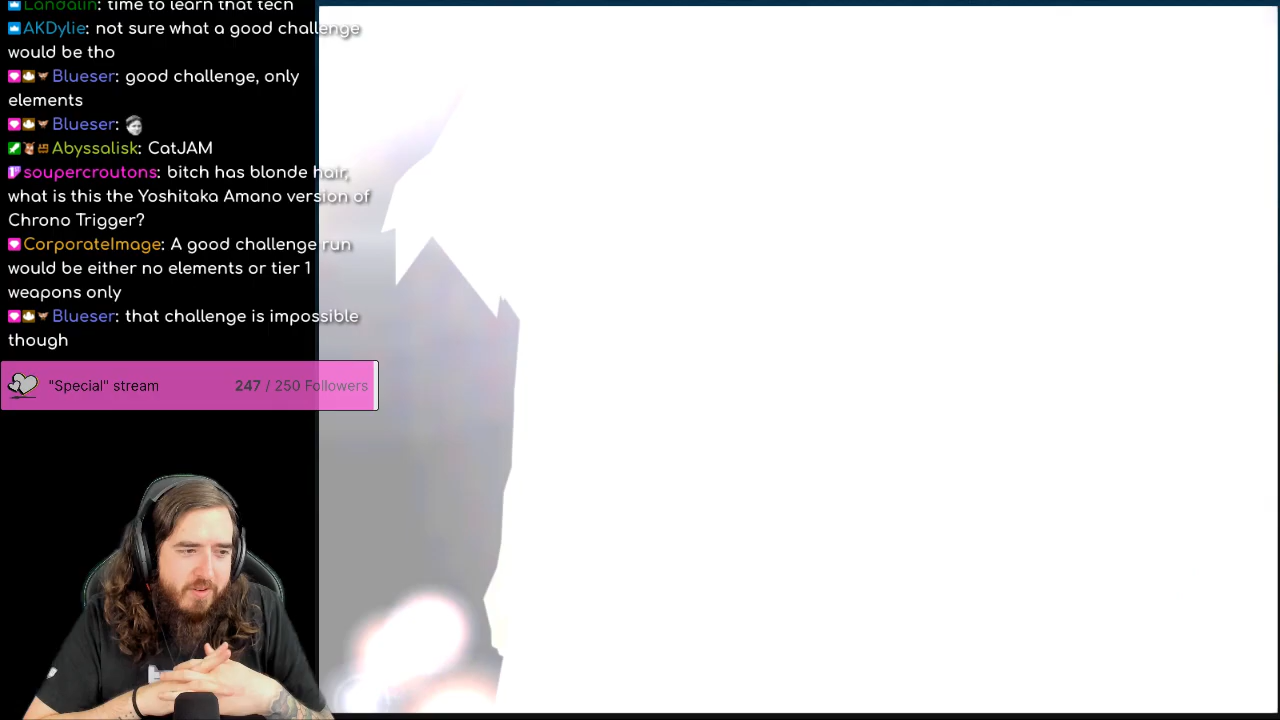 Landalin: time to learn that tech
AKDylie: not sure what a good challenge
would be tho
Blueser: good challenge, only
elements
Blueser:
Abyssalisk: CatJAM
soupercroutons: bitch has blonde hair,
what is this the Yoshitaka Amano version of
Chrono Trigger?
CorporateImage: A good challenge run
would be either no elements or tier 1
weapons only
Blueser: that challenge is impossible
though
"Special" stream 247 / 250 Followers